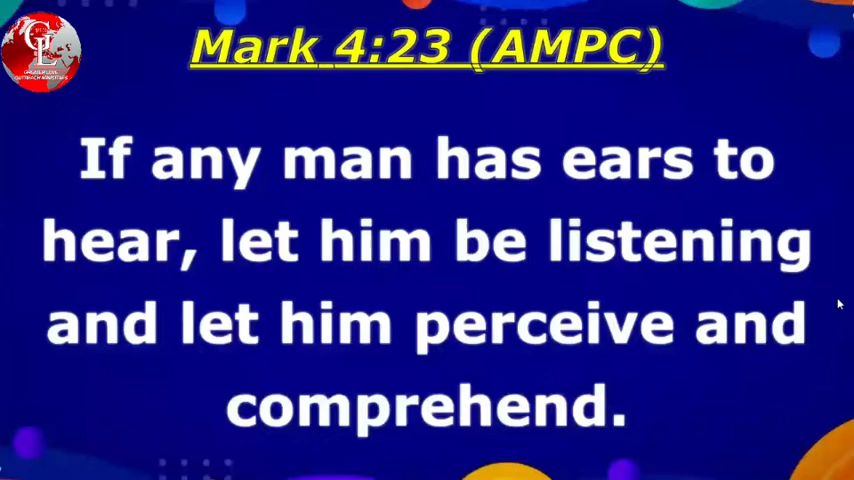 Mark 4:23 (AMPC)
If any man has ears to
hear, let him be listening
and let him perceive and
comprehend.